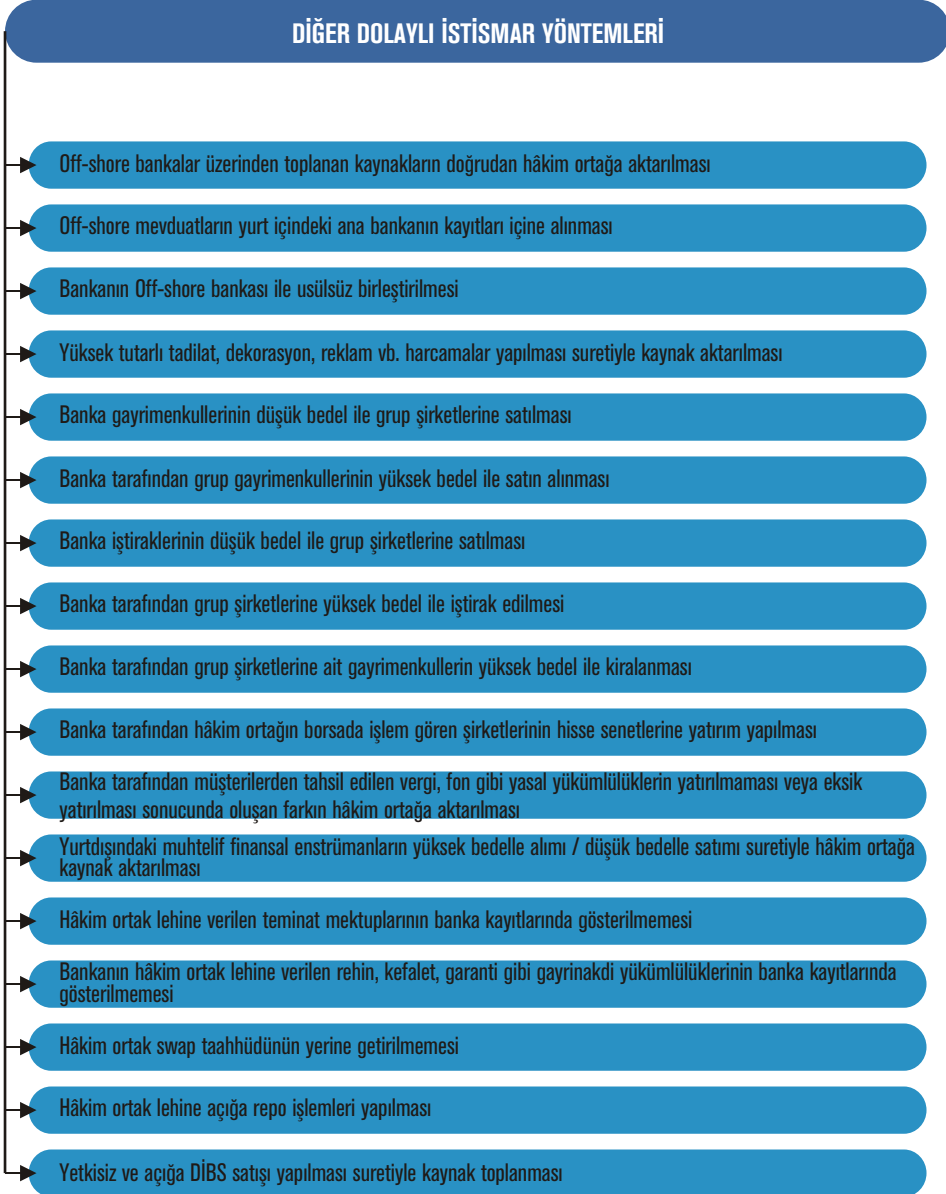 DİĞER DOLAYLI İSTİSMAR YÖNTEMLERİ
Off-shore bankalar üzerinden toplanan kaynakların doğrudan hâkim ortağa aktarılması
Off-shore mevduatların yurt içindeki ana bankanın kayıtları içine alınması
Bankanın Off-shore bankası ile usülsüz birleştirilmesi
Yüksek tutarlı tadilat, dekorasyon, reklam vb. harcamalar yapılması suretiyle kaynak aktarılması
Banka gayrimenkullerinin düşük bedel ile grup şirketlerine satılması
Banka tarafından grup gayrimenkullerinin yüksek bedel ile satın alınması
Banka iştiraklerinin düşük bedel ile grup şirketlerine satılması
Banka tarafından grup şirketlerine yüksek bedel ile iştirak edilmesi
Banka tarafından grup şirketlerine ait gayrimenkullerin yüksek bedel ile kiralanması
Banka tarafından hâkim ortağın borsada işlem gören şirketlerinin hisse senetlerine yatırım yapılması
Banka tarafından müşterilerden tahsil edilen vergi, fon gibi yasal yükümlülüklerin yatırılmaması veya eksik
yatırılması sonucunda oluşan farkın hâkim ortağa aktarılması
Yurtdışındaki muhtelif finansal enstrümanların yüksek bedelle alımı / düşük bedelle satımı suretiyle hâkim ortağa
kaynak aktarılması
Hâkim ortak lehine verilen teminat mektuplarının banka kayıtlarında gösterilmemesi
Bankanın hâkim ortak lehine verilen rehin, kefalet, garanti gibi gayrinakdi yükümlülüklerinin banka kayıtlarında
gösterilmemesi
Hâkim ortak swap taahhüdünün yerine getirilmemesi
Hâkim ortak lehine açığa repo işlemleri yapılması
Yetkisiz ve açığa DİBS satışı yapılması suretiyle kaynak toplanması